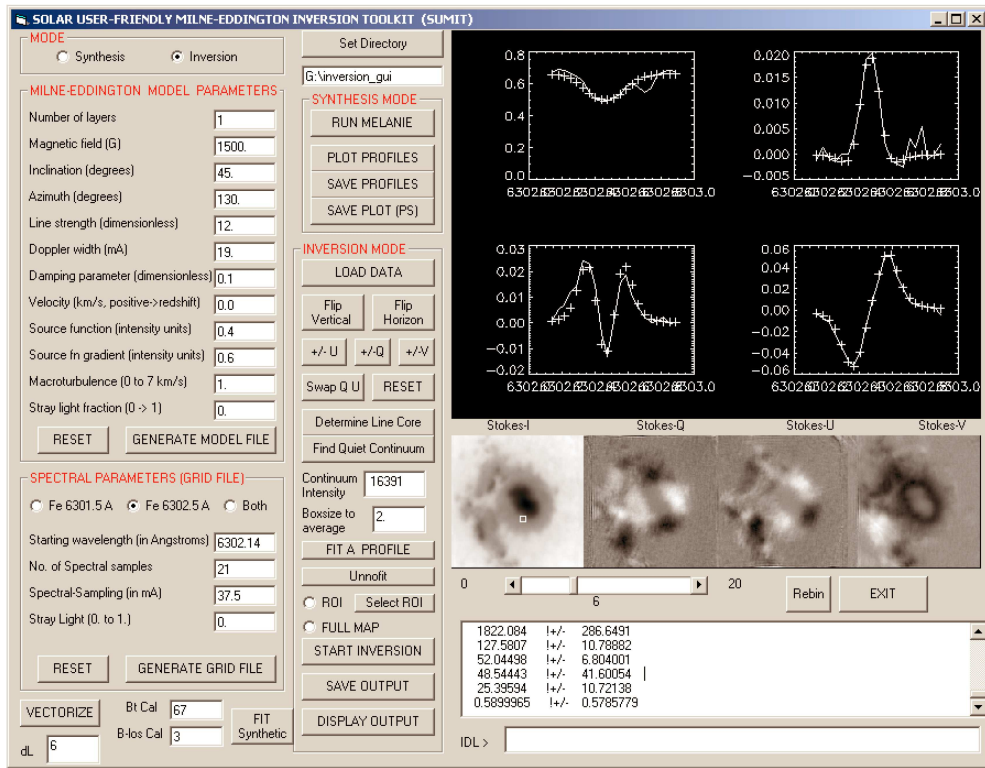 SOLAR USER-FRIENDLY MILNE-EDDINGTON INVERSION TOOLKIT (SUMIT)
MODE
Synthesis
Inversion
MILNE-EDDINGTON MODEL PARAMETERS
Number of layers 1
Magnetic field (G) 1500.
Inclination (degrees) 45.
Azimuth (degrees) 130.
Line strength (dimensionless) 12.
Doppler width (mA) 19.
Damping parameter (dimensionless) 0.1
Velocity (km/s, positive->redshift) 0.0
Source function (intensity units) 0.4
Source fn gradient (intensity units) 0.6
Macroturbulence (0 to 7 km/s) 1.
Stray light fraction (0 -> 1) 0.
RESET
GENERATE MODEL FILE
SPECTRAL PARAMETERS (GRID FILE)
Fe 6301.5 A
Fe 6302.5 A
Both
Starting wavelength (in Angstroms) 6302.14
No. of Spectral samples 21
Spectral-Sampling (in mA) 37.5
Stray Light (0. to 1.) 0.
RESET
GENERATE GRID FILE
VECTORIZE
Bt Cal 67
B-los Cal 3
dL 6
FIT Synthetic
Set Directory
G:\inversion_gui
SYNTHESIS MODE
RUN MELANIE
PLOT PROFILES
SAVE PROFILES
SAVE PLOT (PS)
INVERSION MODE
LOAD DATA
Flip Vertical
Flip Horizon
+/- U
+/-Q
+/-V
Swap Q U
RESET
Determine Line Core
Find Quiet Continuum
Continuum Intensity 16391
Boxsize to average 2.
FIT A PROFILE
Unnofit
ROI
Select ROI
FULL MAP
START INVERSION
SAVE OUTPUT
DISPLAY OUTPUT
0.8
0.6
0.4
0.2
0.0
0.020
0.015
0.010
0.005
0.000
-0.005
0.03
0.02
0.01
0.00
-0.01
-0.02
0.06
0.04
0.02
0.00
-0.02
-0.04
-0.06
Stokes-I
Stokes-Q
Stokes-U
Stokes-V
0
6
20
Rebin
EXIT
1822.084 !+/- 286.6491
127.5807 !+/- 10.78882
52.04498 !+/- 6.804001
48.54443 !+/- 41.60054
25.39594 !+/- 10.72138
0.5899965 !+/- 0.5785779
IDL >